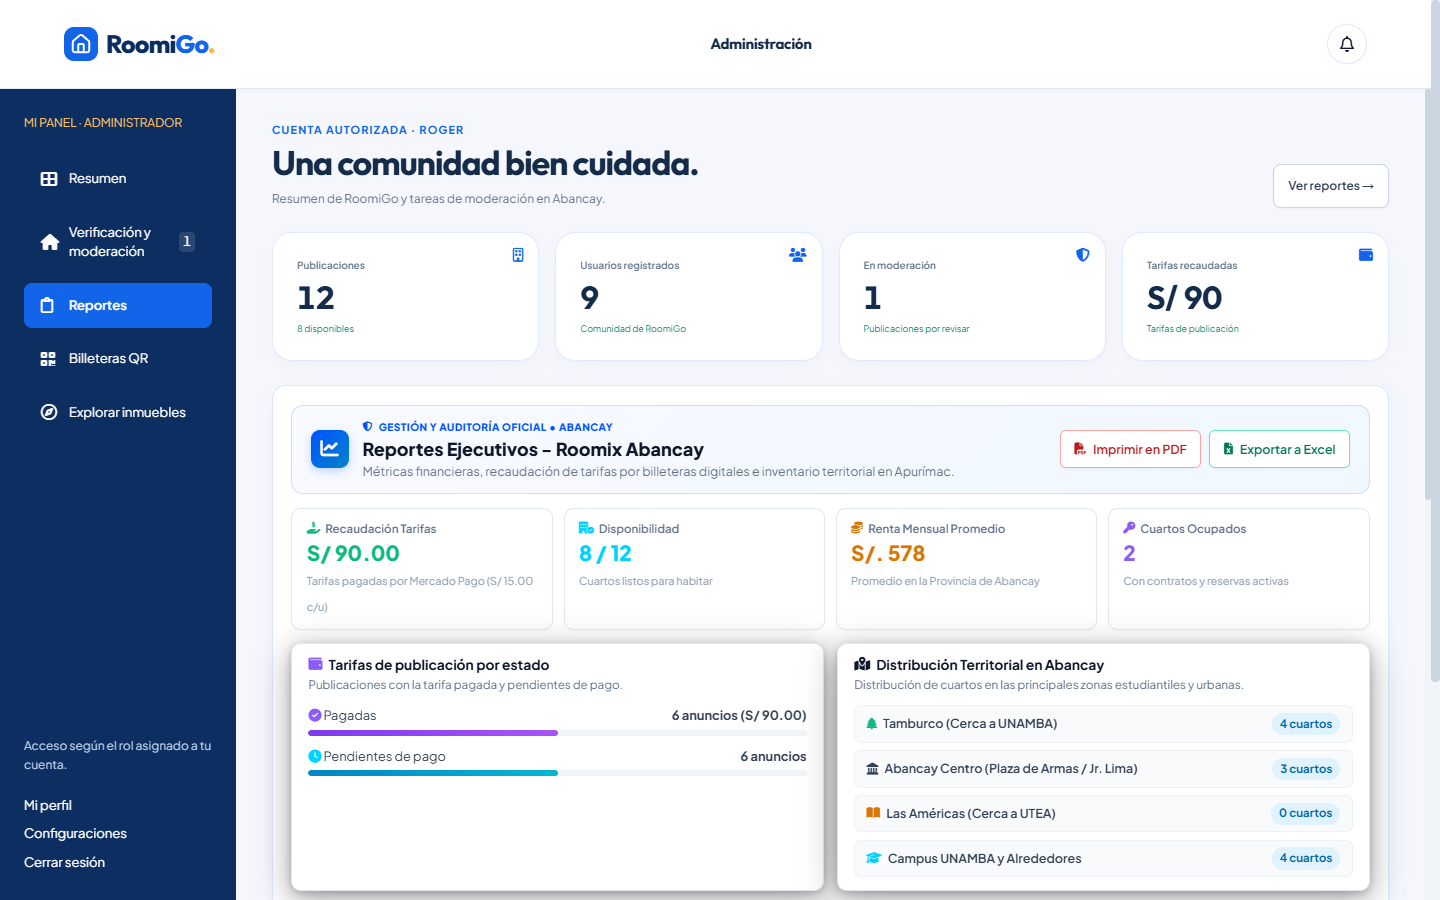 RoomiGo.
Administración
MI PANEL · ADMINISTRADOR
Resumen
Verificación y
moderación
1
Reportes
Billeteras QR
Explorar inmuebles
Acceso según el rol asignado a tu
cuenta.
Mi perfil
Configuraciones
Cerrar sesión
CUENTA AUTORIZADA · ROGER
Una comunidad bien cuidada.
Resumen de RoomiGo y tareas de moderación en Abancay.
Ver reportes →
Publicaciones
12
8 disponibles
Usuarios registrados
9
Comunidad de RoomiGo
En moderación
1
Publicaciones por revisar
Tarifas recaudadas
S/ 90
Tarifas de publicación
GESTIÓN Y AUDITORÍA OFICIAL • ABANCAY
Reportes Ejecutivos – Roomix Abancay
Métricas financieras, recaudación de tarifas por billeteras digitales e inventario territorial en Apurímac.
Imprimir en PDF
Exportar a Excel
Recaudación Tarifas
S/ 90.00
Tarifas pagadas por Mercado Pago (S/ 15.00
c/u)
Disponibilidad
8 / 12
Cuartos listos para habitar
Renta Mensual Promedio
S/. 578
Promedio en la Provincia de Abancay
Cuartos Ocupados
2
Con contratos y reservas activas
Tarifas de publicación por estado
Publicaciones con la tarifa pagada y pendientes de pago.
Pagadas
6 anuncios (S/ 90.00)
Pendientes de pago
6 anuncios
Distribución Territorial en Abancay
Distribución de cuartos en las principales zonas estudiantiles y urbanas.
Tamburco (Cerca a UNAMBA)
4 cuartos
Abancay Centro (Plaza de Armas / Jr. Lima)
3 cuartos
Las Américas (Cerca a UTEA)
0 cuartos
Campus UNAMBA y Alrededores
4 cuartos